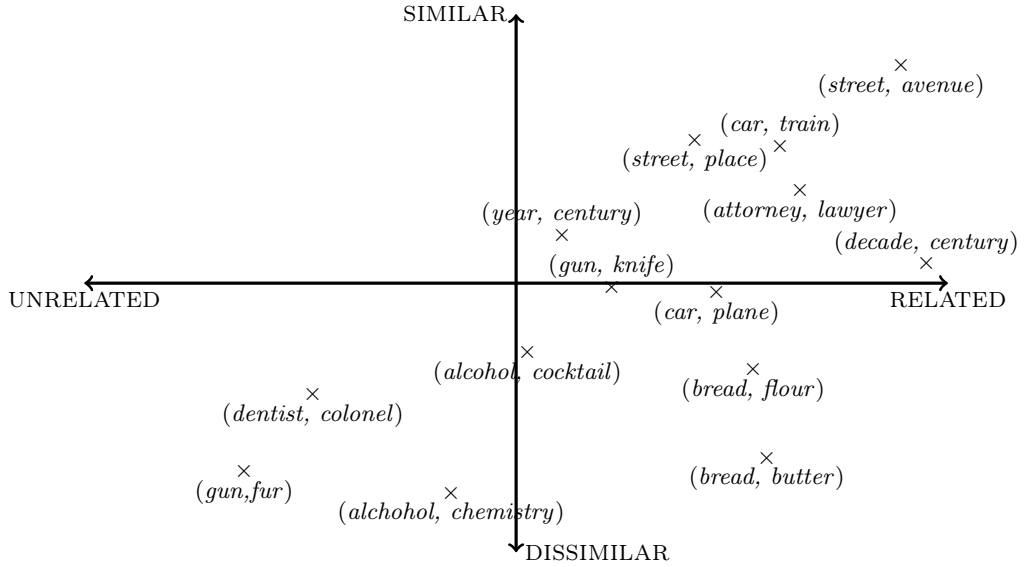 SIMILAR
(street, avenue)
(car, train)
(street, place)
(attorney, lawyer)
(year, century)
(decade, century)
(gun, knife)
UNRELATED
RELATED
(car, plane)
(alcohol, cocktail)
(bread, flour)
(dentist, colonel)
(bread, butter)
(gun,fur)
(alchohol, chemistry)
DISSIMILAR